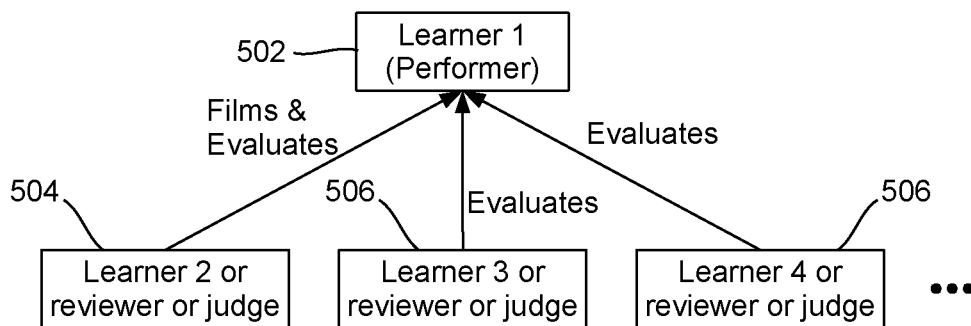 502
Learner 1
(Performer)
Films &
Evaluates
Evaluates
Evaluates
504
506
506
Learner 2 or
reviewer or judge
Learner 3 or
reviewer or judge
Learner 4 or
reviewer or judge